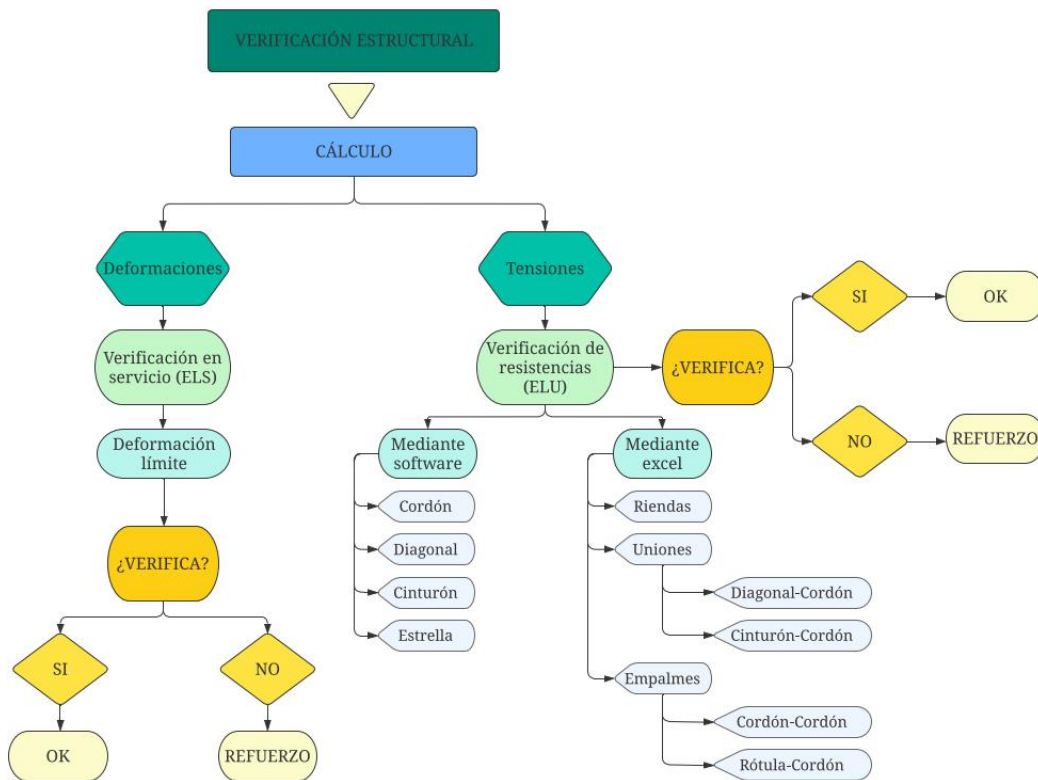 VERIFICACIÓN ESTRUCTURAL
CÁLCULO
Deformaciones
Tensiones
SI
OK
Verificación en
servicio (ELS)
Verificación de
resistencias
(ELU)
¿VERIFICA?
Deformación
límite
Mediante
software
Mediante
excel
NO
REFUERZO
Cordón
Riendas
Diagonal
Uniones
¿VERIFICA?
Cinturón
Diagonal-Cordón
Estrella
Cinturón-Cordón
SI
NO
Empalmes
Cordón-Cordón
OK
REFUERZO
Rótula-Cordón